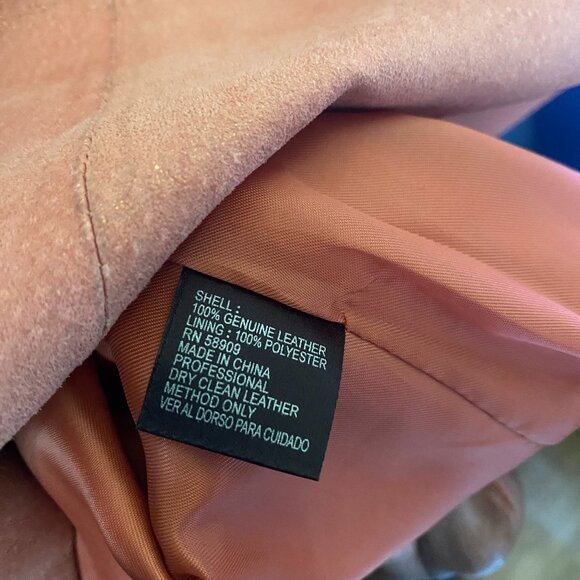 SHELL :
100% GENUINE LEATHER
LINING : 100% POLYESTER
RN 58909
MADE IN CHINA
PROFESSIONAL
DRY CLEAN LEATHER
METHOD ONLY
VER AL DORSO PARA CUIDADO